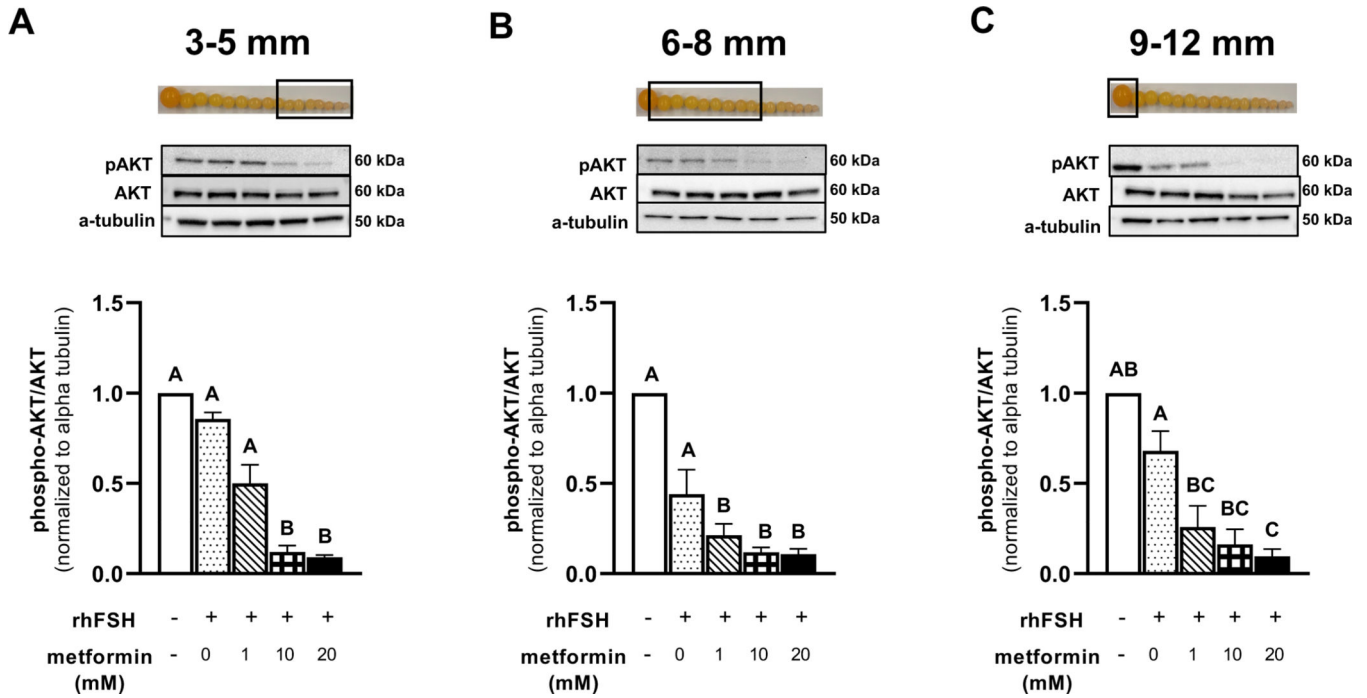 A
3-5 mm
pAKT 60 kDa
AKT 60 kDa
a-tubulin 50 kDa
phospho-AKT/AKT
(normalized to alpha tubulin)
1.5
1.0
0.5
0.0
A A A B B
rhFSH - + + + +
metformin - 0 1 10 20
(mM)
B
6-8 mm
pAKT 60 kDa
AKT 60 kDa
a-tubulin 50 kDa
phospho-AKT/AKT
(normalized to alpha tubulin)
1.5
1.0
0.5
0.0
A A B B B
rhFSH - + + + +
metformin - 0 1 10 20
(mM)
C
9-12 mm
pAKT 60 kDa
AKT 60 kDa
a-tubulin 50 kDa
phospho-AKT/AKT
(normalized to alpha tubulin)
1.5
1.0
0.5
0.0
AB A BC BC C
rhFSH - + + + +
metformin - 0 1 10 20
(mM)